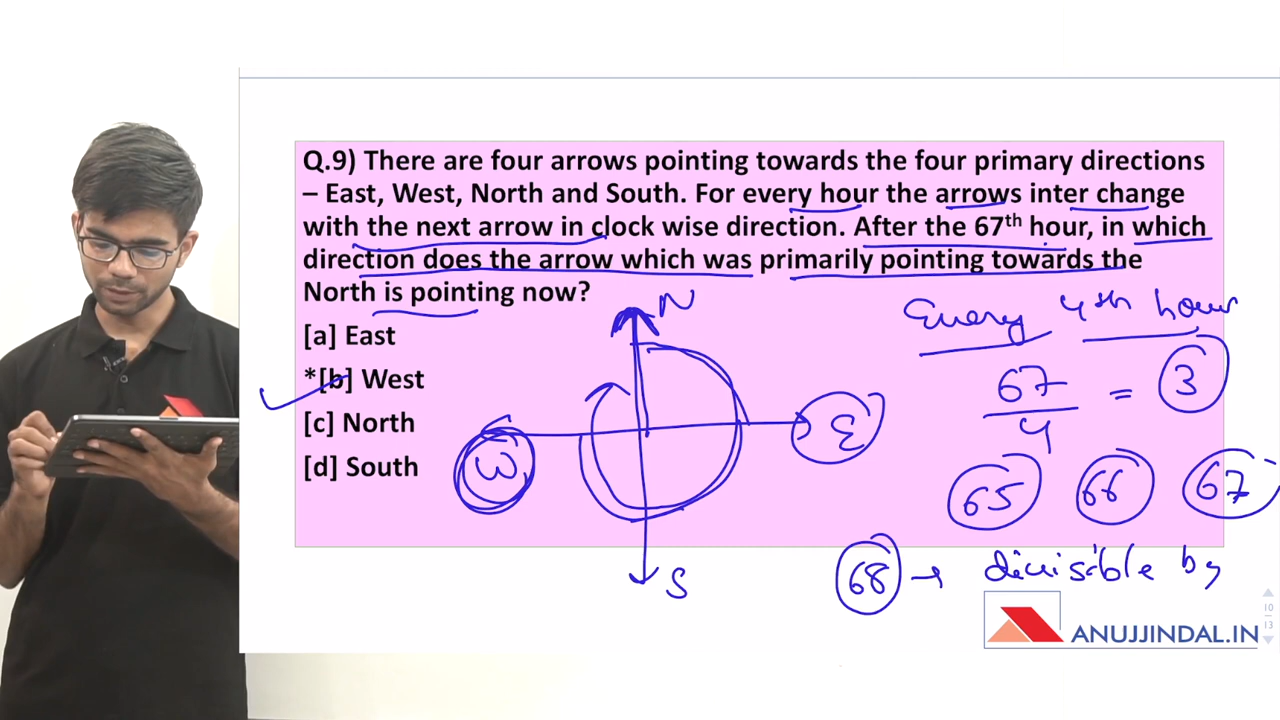 Q.9) There are four arrows pointing towards the four primary directions
– East, West, North and South. For every hour the arrows inter change
with the next arrow in clock wise direction. After the 67th hour, in which
direction does the arrow which was primarily pointing towards the
North is pointing now?
[a] East
*[b] West
[c] North
[d] South
N
E
W
S
Every 4th hour
67/4 = 3
65 66 67
68 → divisible by
ANUJJINDAL.IN
10
13